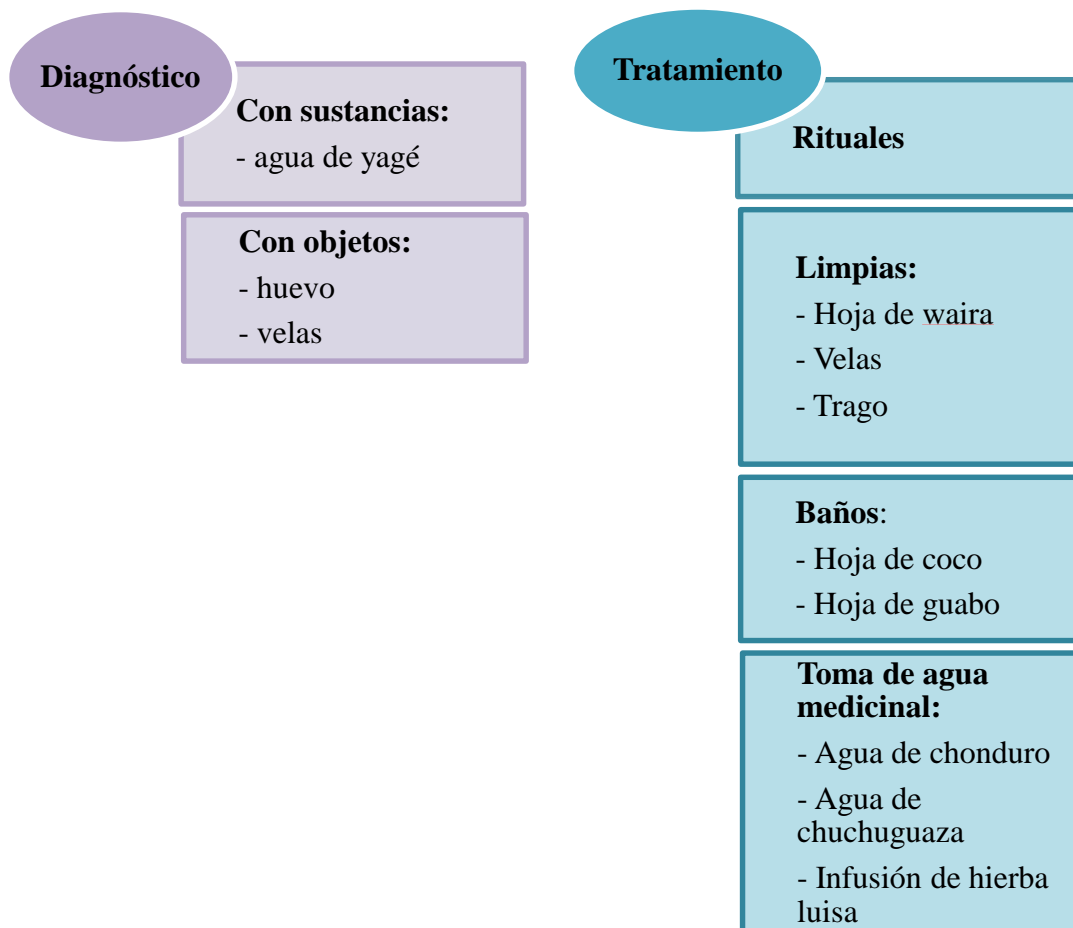 Diagnóstico
Con sustancias:
- agua de yagé
Con objetos:
- huevo
- velas
Tratamiento
Rituales
Limpias:
- Hoja de waira
- Velas
- Trago
Baños:
- Hoja de coco
- Hoja de guabo
Toma de agua
medicinal:
- Agua de chonduro
- Agua de
chuchuguaza
- Infusión de hierba
luisa